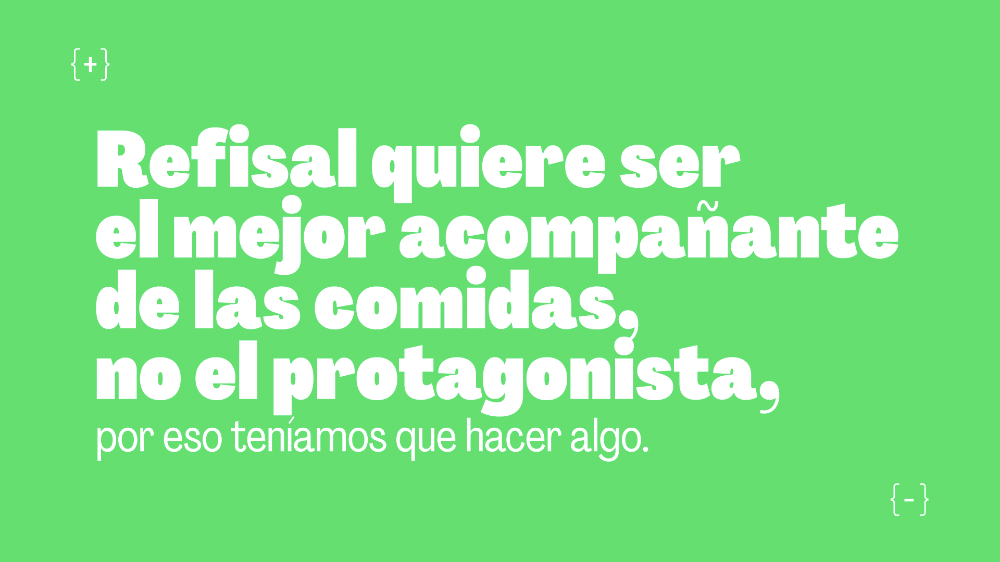 {+}
Refisal quiere ser
el mejor acompañante
de las comidas,
no el protagonista,
por eso teníamos que hacer algo.
{-}